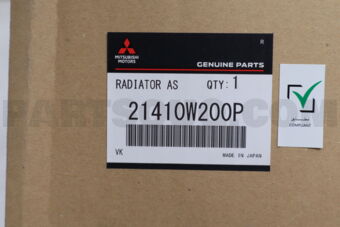 R
MITSUBISHI
MOTORS
GENUINE PARTS
RADIATOR AS QTY: 1
21410W200P
VK
MADE IN JAPAN
COMPLIANT